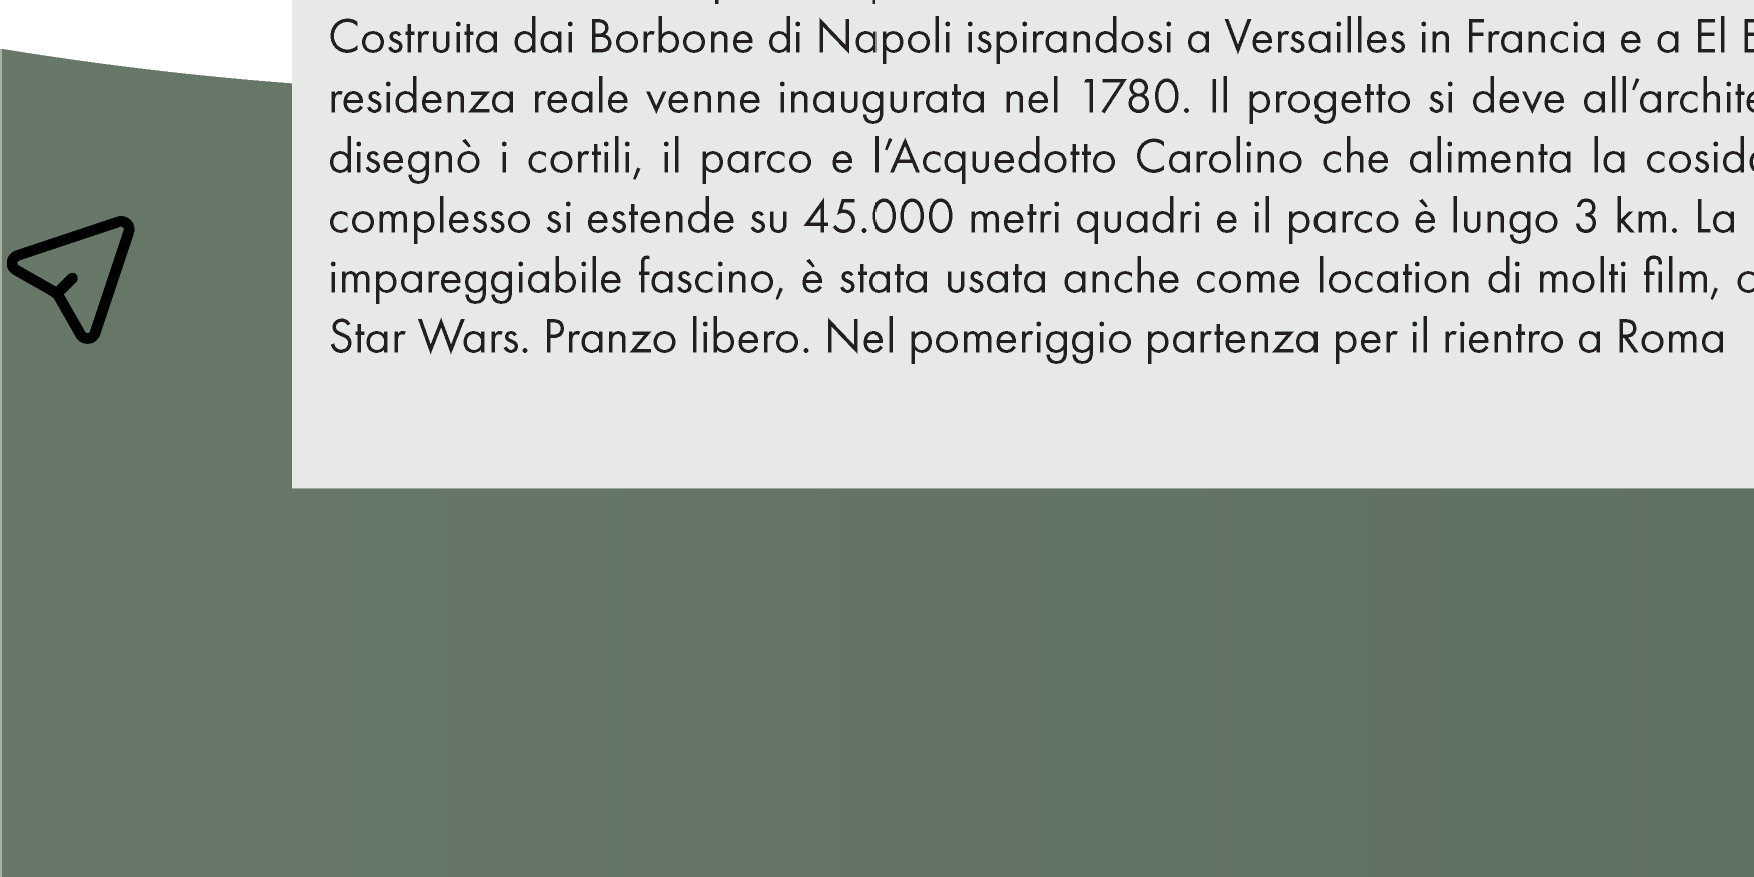 Costruita dai Borbone di Napoli ispirandosi a Versailles in Francia e a El
residenza reale venne inaugurata nel 1780. Il progetto si deve
disegnò i cortili, il parco e l’Acquedotto Carolino che alimenta la
complesso si estende su 45.000 metri quadri e il parco è lungo 3 km. La
impareggiabile fascino, è stata usata anche come location di molti film,
Star Wars. Pranzo libero. Nel pomeriggio partenza per il rientro a Roma